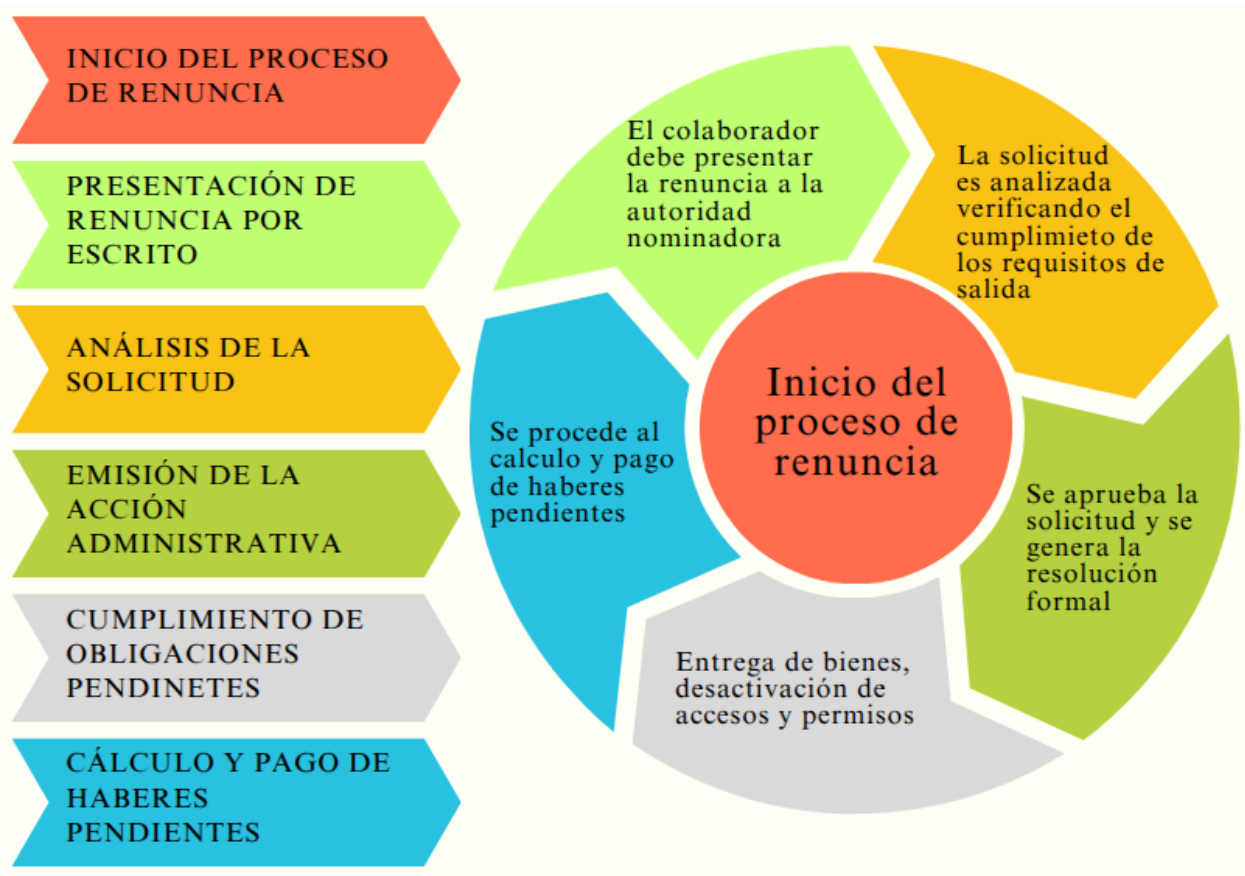 INICIO DEL PROCESO
DE RENUNCIA
PRESENTACIÓN DE
RENUNCIA POR
ESCRITO
ANÁLISIS DE LA
SOLICITUD
EMISIÓN DE LA
ACCIÓN
ADMINISTRATIVA
CUMPLIMIENTO DE
OBLIGACIONES
PENDINETES
CÁLCULO Y PAGO DE
HABERES
PENDIENTES
El colaborador
debe presentar
la renuncia a la
autoridad
nominadora
La solicitud
es analizada
verificando el
cumplimieto de
los requisitos de
salida
Se aprueba la
solicitud y se
genera la
resolución
formal
Entrega de bienes,
desactivación de
accesos y permisos
Se procede al
calculo y pago
de haberes
pendientes
Inicio del
proceso de
renuncia